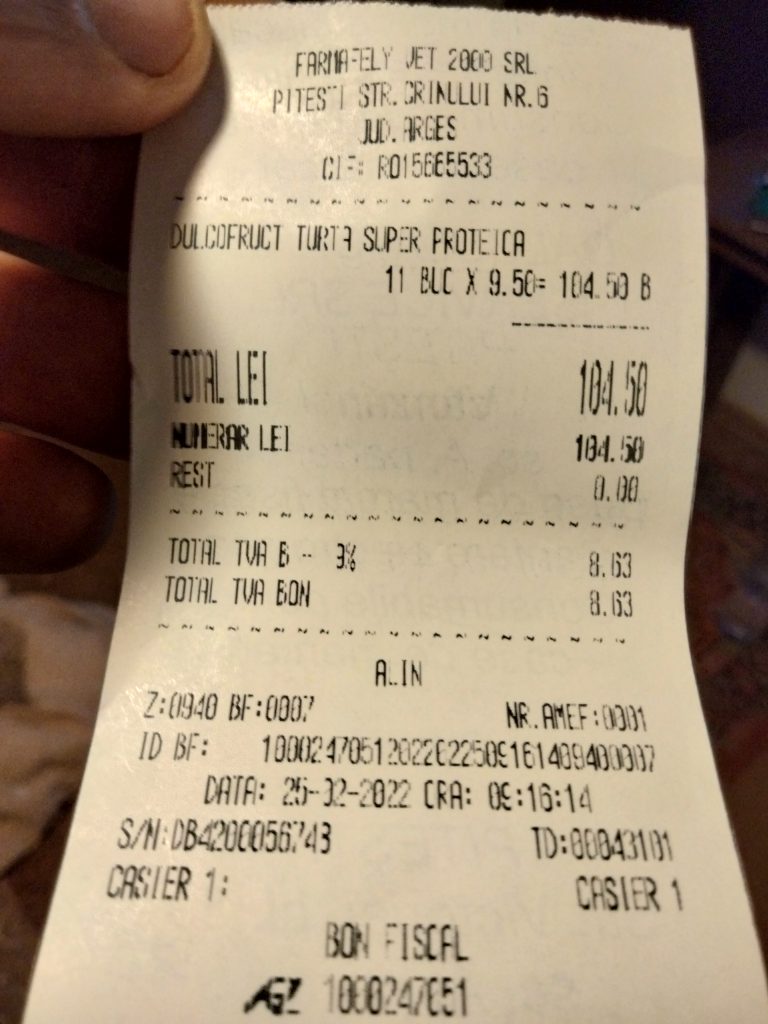 FARMAFELY VET 2000 SRL
PITESTI STR.CRINULUI NR.6
JUD.ARGES
CIF: RO15665533
DULCOFRUCT TURTA SUPER PROTEICA
11 BUC X 9.50= 104.50 B
TOTAL LEI 104.50
NUMERAR LEI 104.50
REST 0.00
TOTAL TVA B - 9% 8.63
TOTAL TVA BON 8.63
Z:0940 BF:0007 NR.AMEF:0001
ID BF: 1000247051202202250916140940007
DATA: 25-02-2022 ORA: 09:16:14
S/N:DB4200056743 TD:00043101
CASIER 1: CASIER 1
BON FISCAL
1000247051